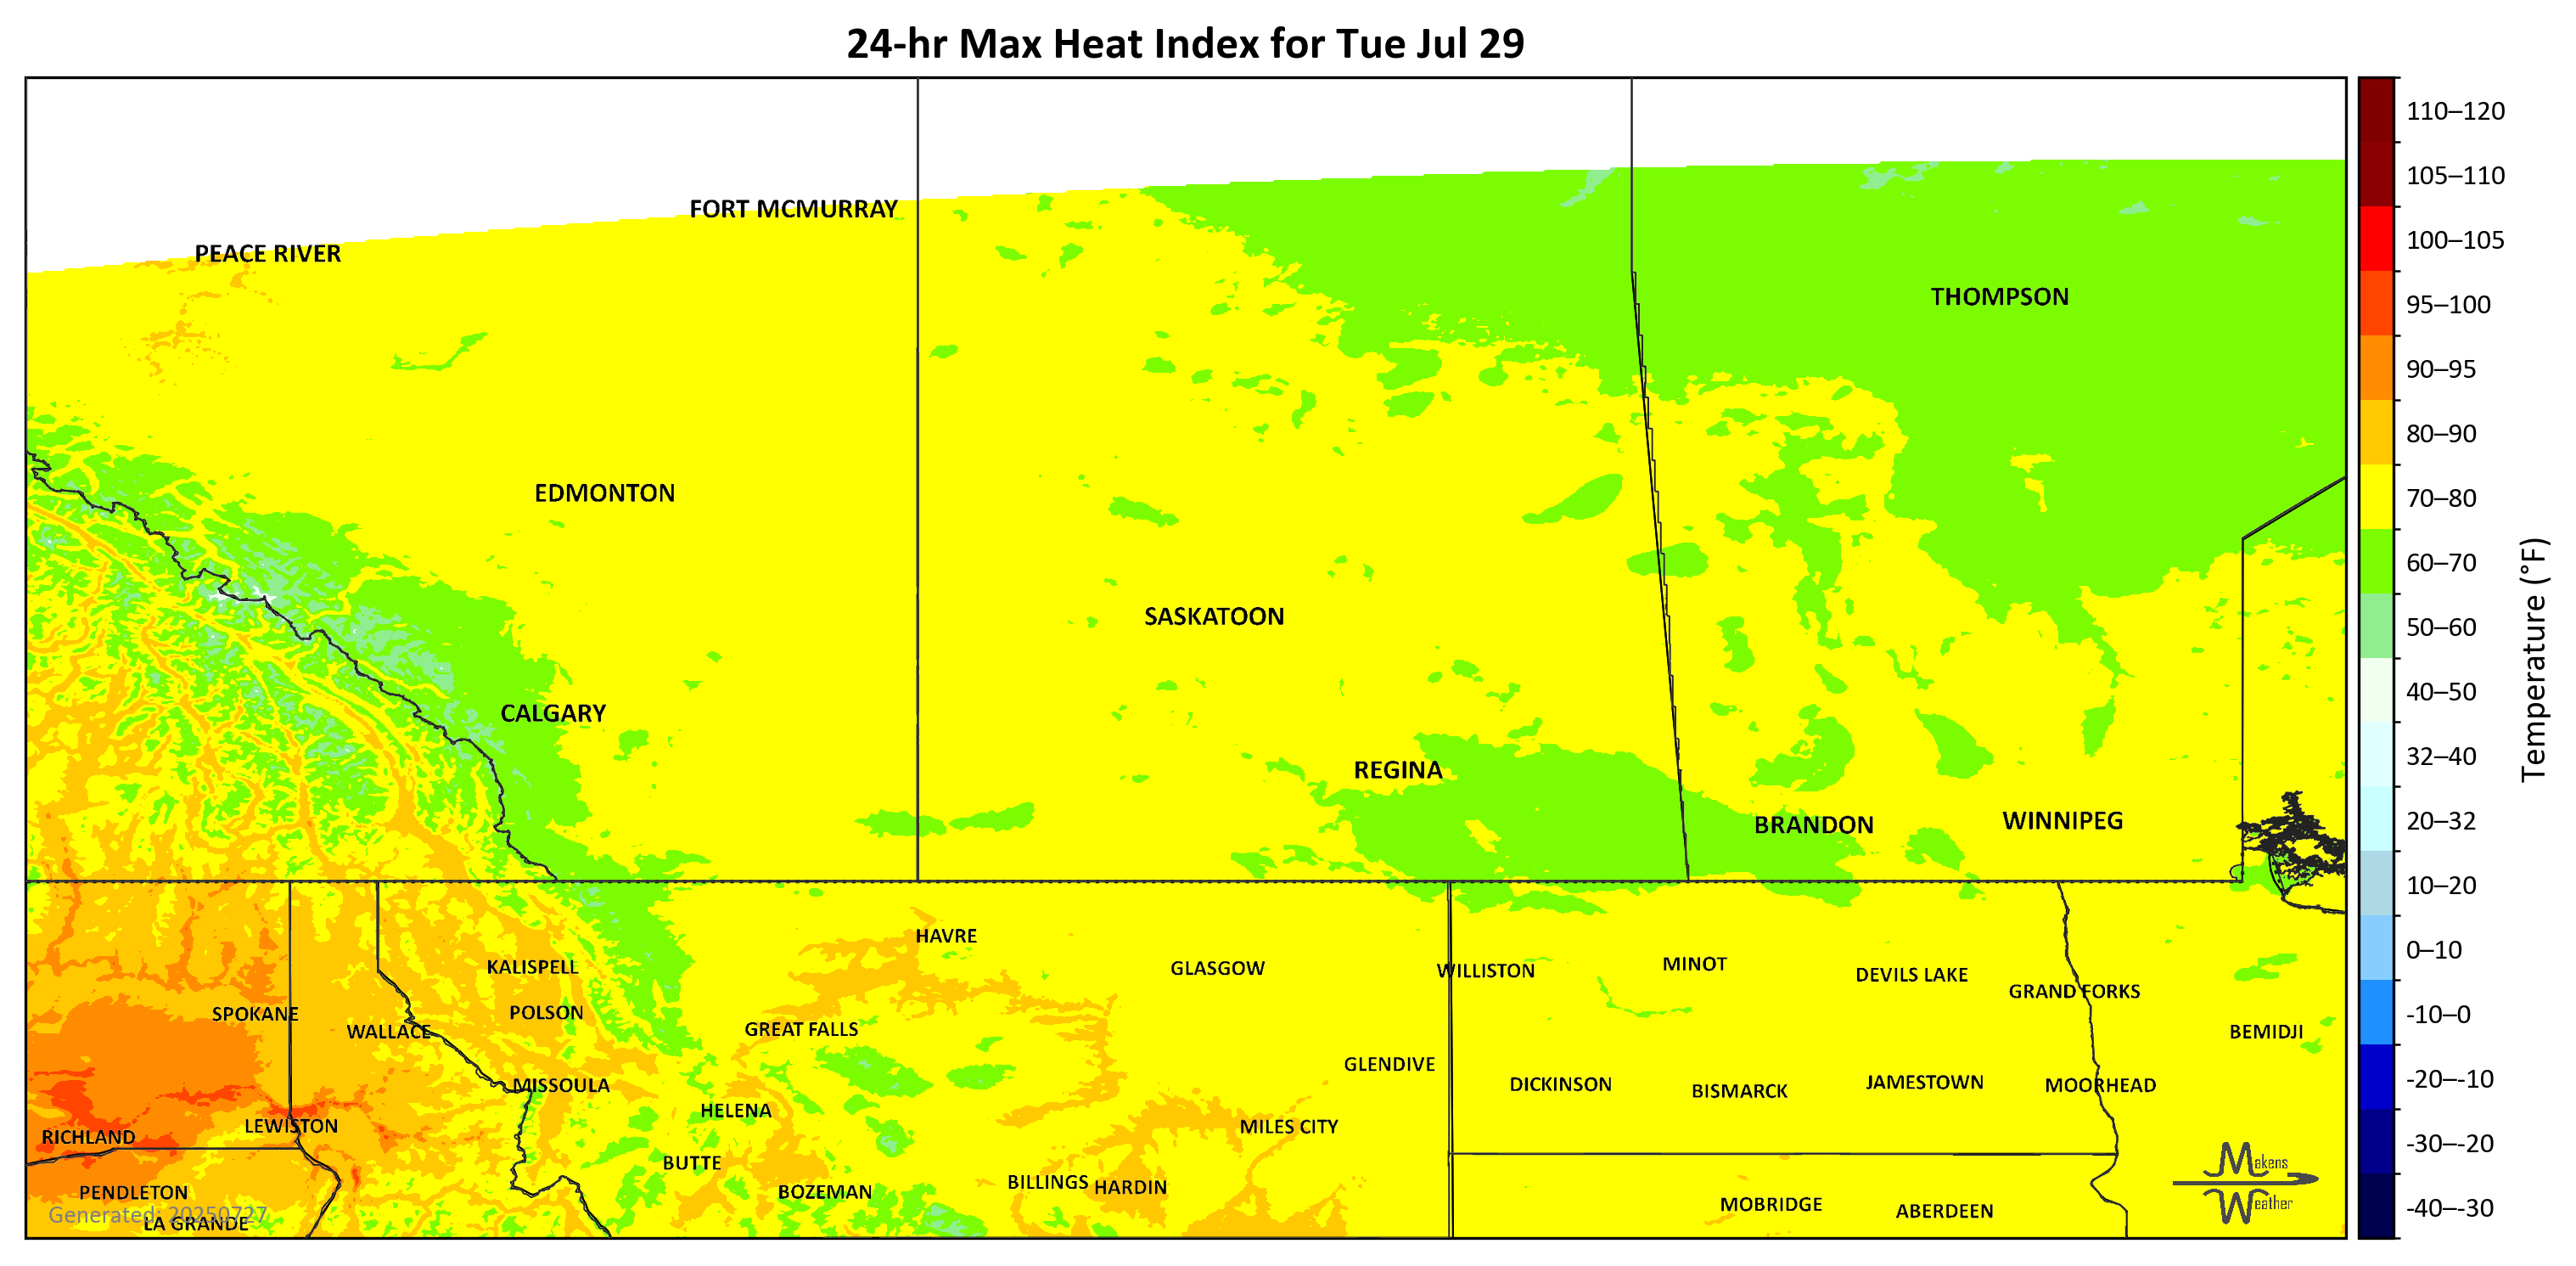 24-hr Max Heat Index for Tue Jul 29
FORT MCMURRAY
PEACE RIVER
THOMPSON
EDMONTON
SASKATOON
CALGARY
REGINA
BRANDON
WINNIPEG
HAVRE
KALISPELL
GLASGOW
WILLISTON
MINOT
DEVILS LAKE
GRAND FORKS
SPOKANE
POLSON
WALLACE
GREAT FALLS
BEMIDJI
GLENDIVE
MISSOULA
DICKINSON
BISMARCK
JAMESTOWN
MOORHEAD
HELENA
LEWISTON
MILES CITY
RICHLAND
BUTTE
BILLINGS
HARDIN
PENDLETON
BOZEMAN
MOBRIDGE
ABERDEEN
Generated: 20250727
LA GRANDE
Makens
Weather
110–120
105–110
100–105
95–100
90–95
80–90
70–80
60–70
50–60
40–50
32–40
20–32
10–20
0–10
-10–0
-20–-10
-30–-20
-40–-30
Temperature (°F)